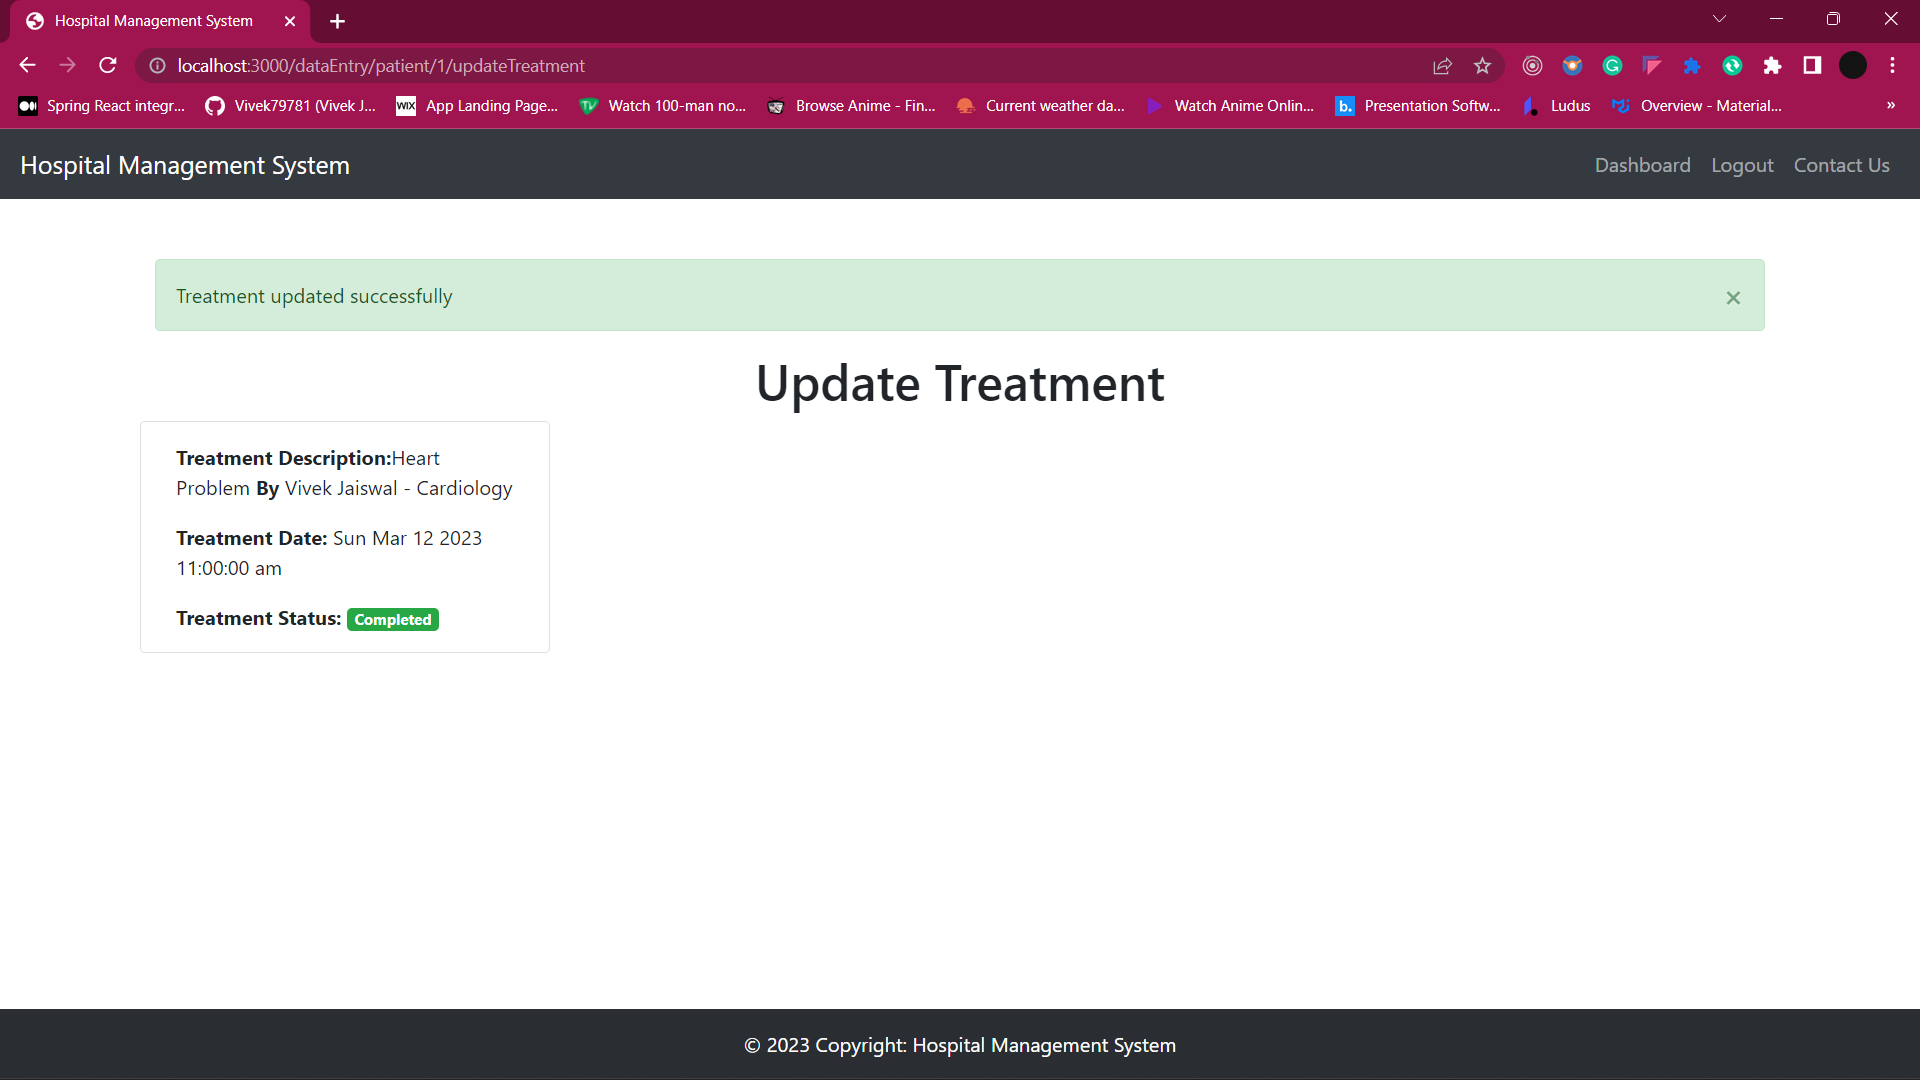 Hospital Management System
localhost:3000/dataEntry/patient/1/updateTreatment
Spring React integr... Vivek79781 (Vivek J... WIX App Landing Page... TV Watch 100-man no... Browse Anime - Fin... Current weather da... Watch Anime Onlin... b. Presentation Softw... Ludus Overview - Material... »
Hospital Management System Dashboard Logout Contact Us
Treatment updated successfully ×
Update Treatment
Treatment Description:Heart
Problem By Vivek Jaiswal - Cardiology
Treatment Date: Sun Mar 12 2023
11:00:00 am
Treatment Status: Completed
© 2023 Copyright: Hospital Management System